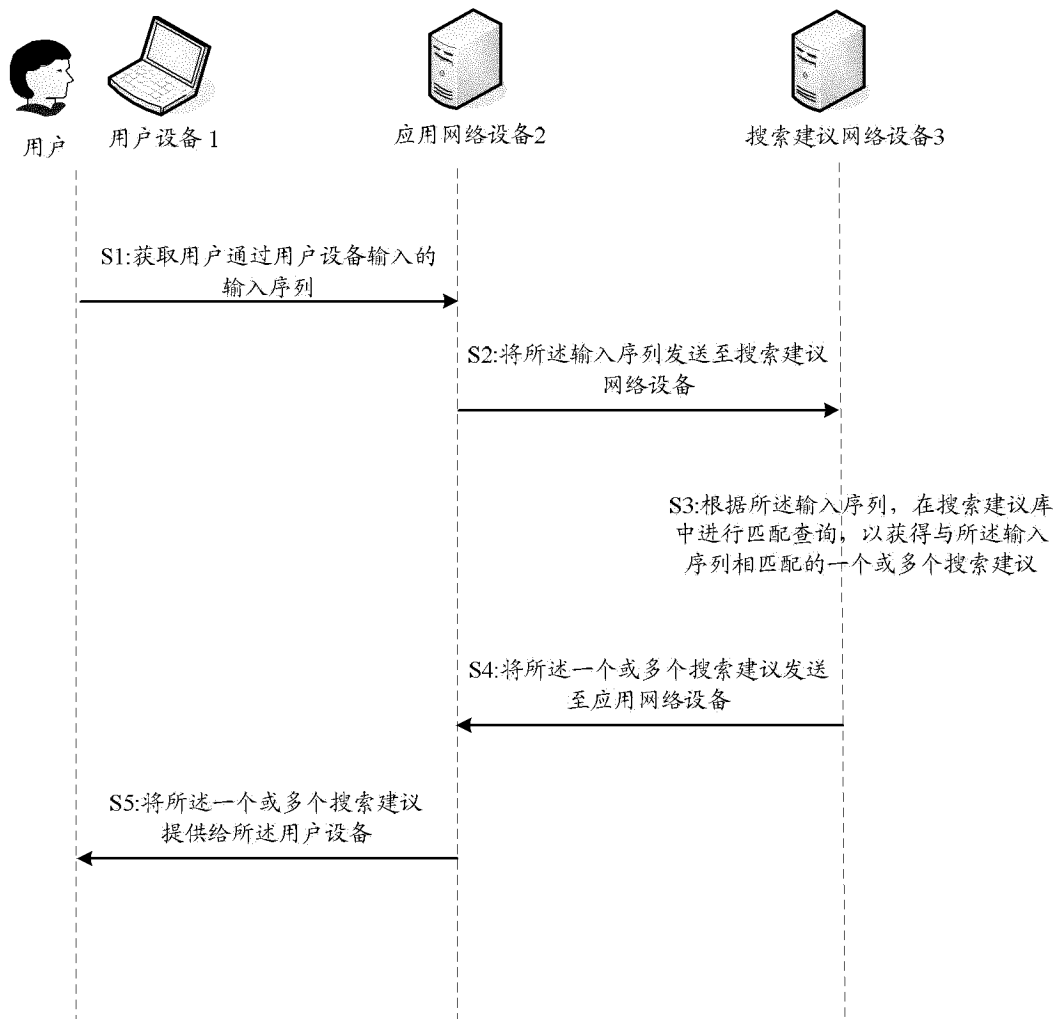 用户
用户设备 1
应用网络设备2
搜索建议网络设备3
S1:获取用户通过用户设备输入的
输入序列
S2:将所述输入序列发送至搜索建议
网络设备
S3:根据所述输入序列，在搜索建议库
中进行匹配查询，以获得与所述输入
序列相匹配的一个或多个搜索建议
S4:将所述一个或多个搜索建议发送
至应用网络设备
S5:将所述一个或多个搜索建议
提供给所述用户设备